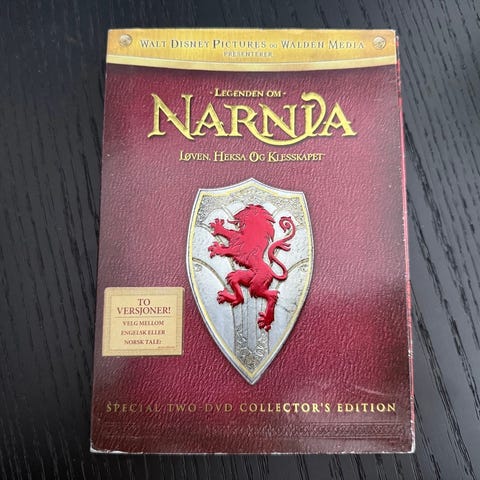 WALT DISNEY PICTURES OG WALDEN MEDIA
PRESENTERER
LEGENDEN OM
NARNIA
LØVEN, HEKSA OG KLESSKAPET
TO
VERSJONER!
VELG MELLOM
ENGELSK ELLER
NORSK TALE:
SPECIAL TWO-DVD COLLECTOR'S EDITION